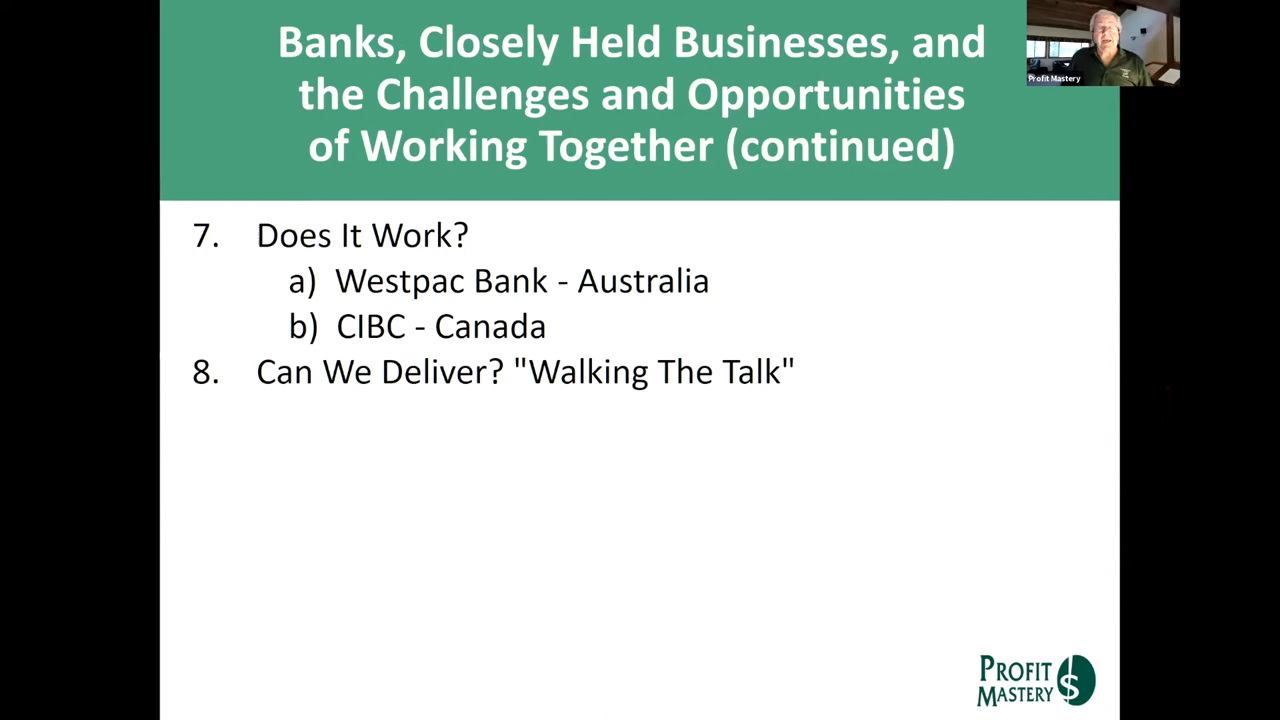 Banks, Closely Held Businesses, and
the Challenges and Opportunities
of Working Together (continued)
Profit Mastery
7. Does It Work?
a) Westpac Bank - Australia
b) CIBC - Canada
8. Can We Deliver? "Walking The Talk"
PROFIT
MASTERY